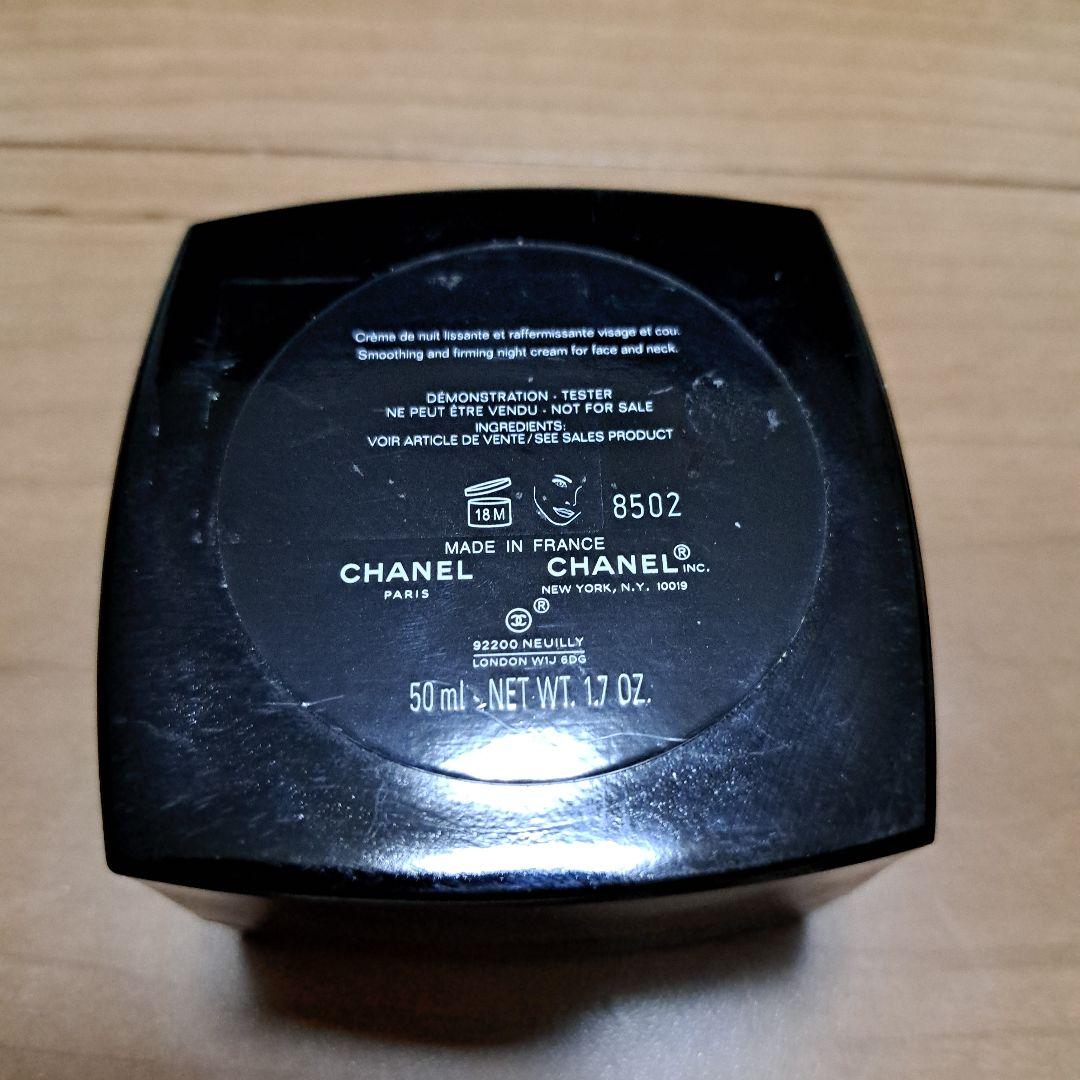 Crème de nuit lissante et raffermissante visage et cou.
Smoothing and firming night cream for face and neck.
DÉMONSTRATION · TESTER
NE PEUT ÊTRE VENDU · NOT FOR SALE
INGREDIENTS:
VOIR ARTICLE DE VENTE/SEE SALES PRODUCT
18 M
8502
MADE IN FRANCE
CHANEL CHANEL® INC.
PARIS NEW YORK, N.Y. 10019
®
92200 NEUILLY
LONDON W1J 6DG
50 ml - NET WT. 1.7 OZ.